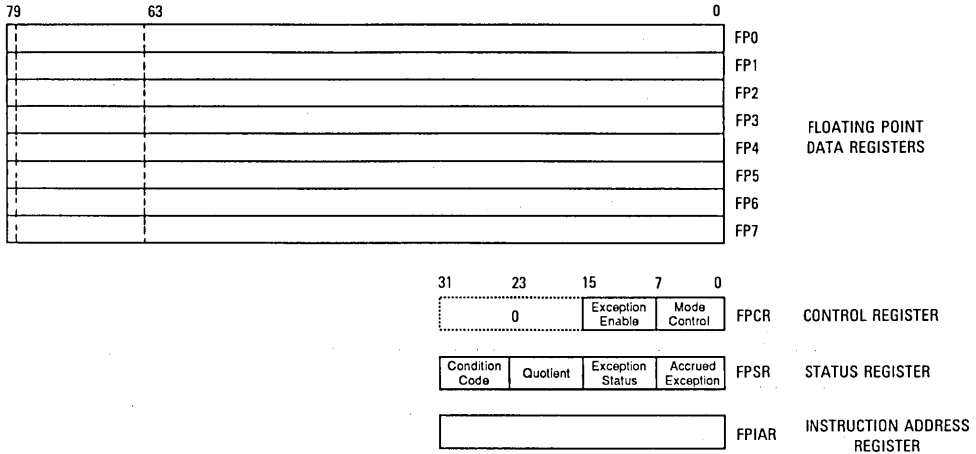 79 63 0
FP0
FP1
FP2
FP3
FP4
FP5
FP6
FP7
FLOATING POINT
DATA REGISTERS
31 23 15 7 0
0
Exception
Enable
Mode
Control
FPCR
CONTROL REGISTER
Condition
Code
Quotient
Exception
Status
Accrued
Exception
FPSR
STATUS REGISTER
FPIAR
INSTRUCTION ADDRESS
REGISTER